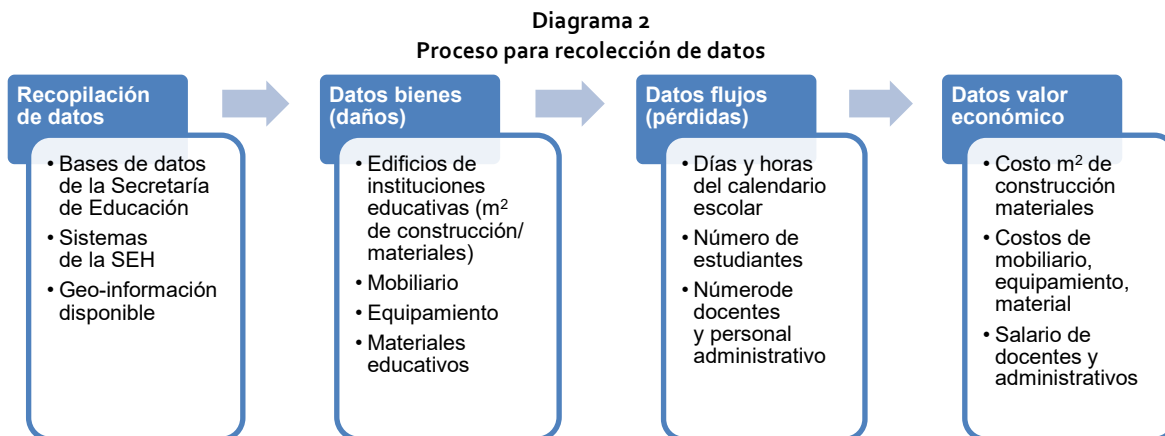 Diagrama 2
Proceso para recolección de datos
Recopilación
de datos
• Bases de datos
de la Secretaría
de Educación
• Sistemas
de la SEH
• Geo-información
disponible
Datos bienes
(daños)
• Edificios de
instituciones
educativas (m²
de construcción/
materiales)
• Mobiliario
• Equipamiento
• Materiales
educativos
Datos flujos
(pérdidas)
• Días y horas
del calendario
escolar
• Número de
estudiantes
• Númerode
docentes
y personal
administrativo
Datos valor
económico
• Costo m² de
construcción
materiales
• Costos de
mobiliario,
equipamiento,
material
• Salario de
docentes y
administrativos